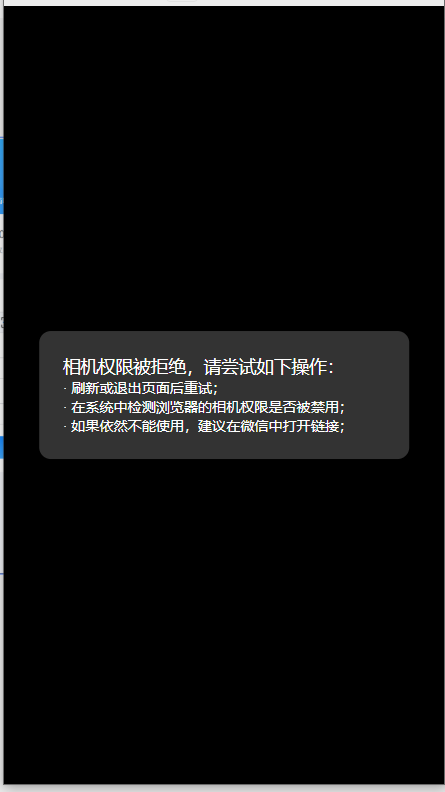 相机权限被拒绝，请尝试如下操作：
· 刷新或退出页面后重试；
· 在系统中检测浏览器的相机权限是否被禁用；
· 如果依然不能使用，建议在微信中打开链接；